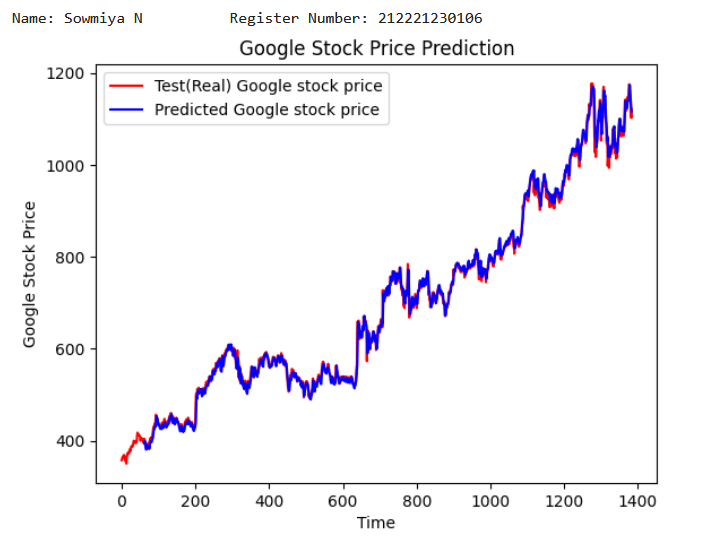 Name: Sowmiya N Register Number: 212221230106
Google Stock Price Prediction
Test(Real) Google stock price
Predicted Google stock price
Google Stock Price
1200
1000
800
600
400
0 200 400 600 800 1000 1200 1400
Time